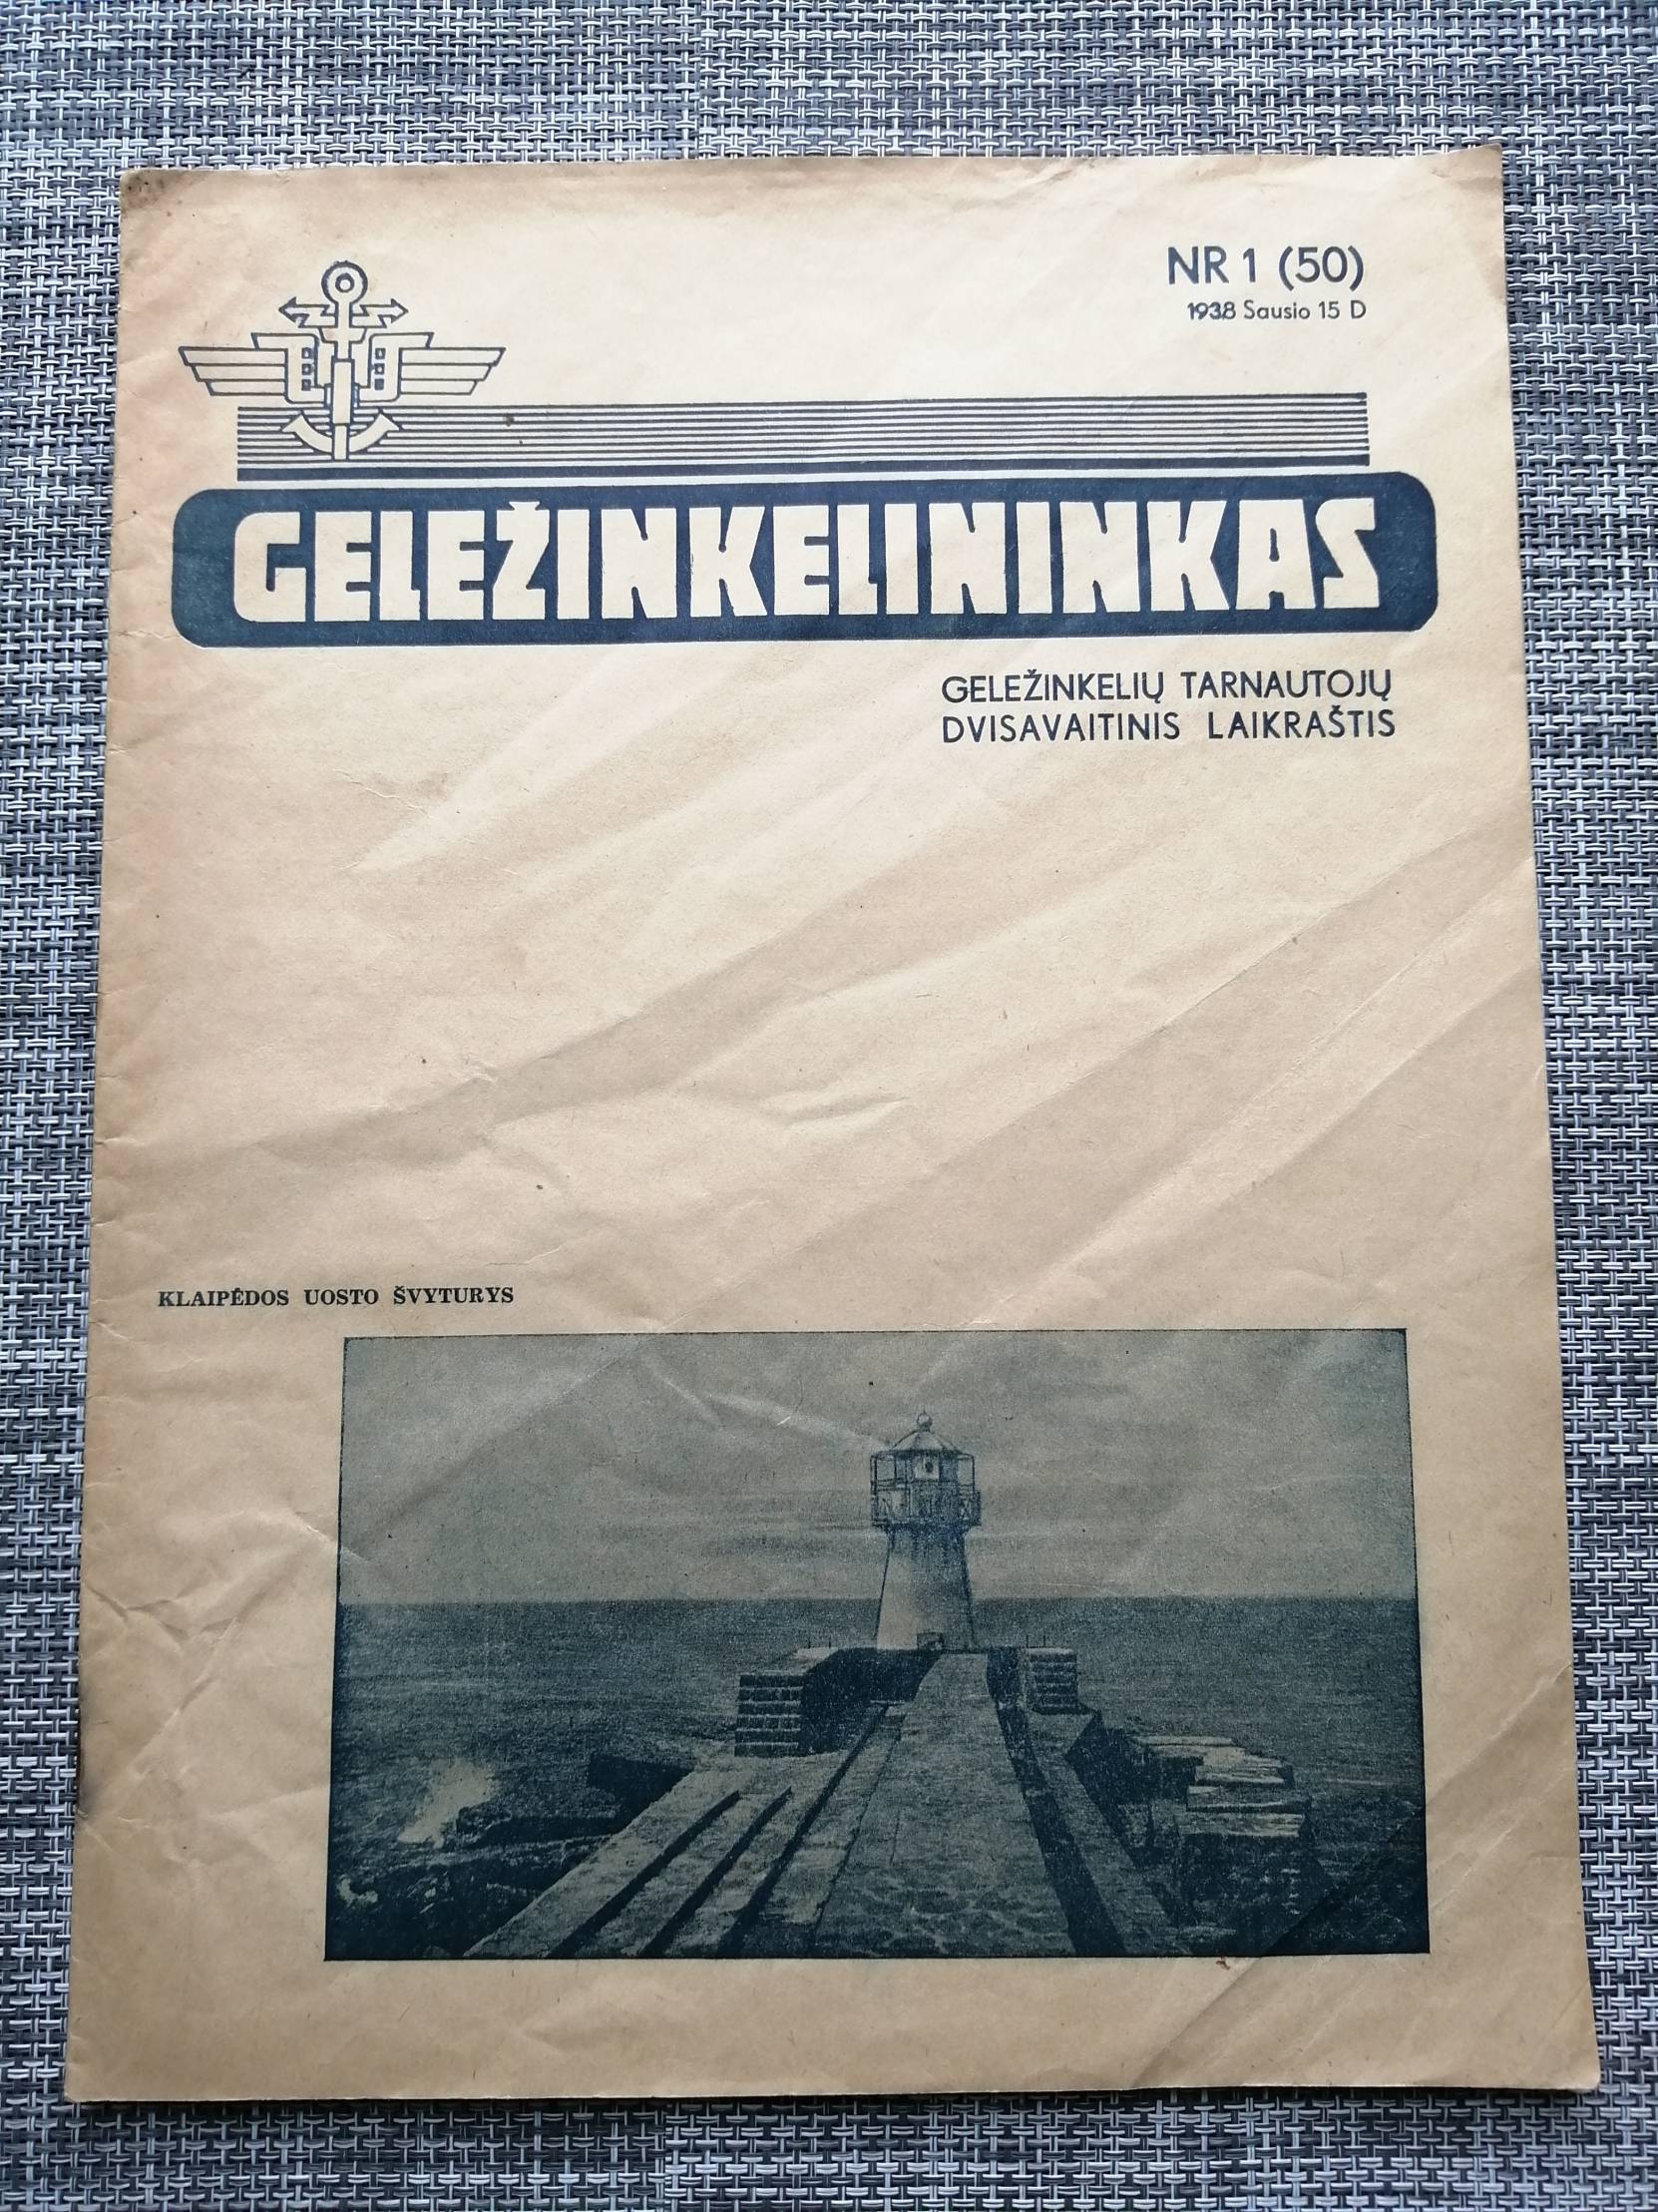 NR 1 (50)
1938 Sausio 15 D
GELEŽINKELININKAS
GELEŽINKELIŲ TARNAUTOJŲ
DVISAVAITINIS LAIKRAŠTIS
KLAIPĖDOS UOSTO ŠVYTURYS